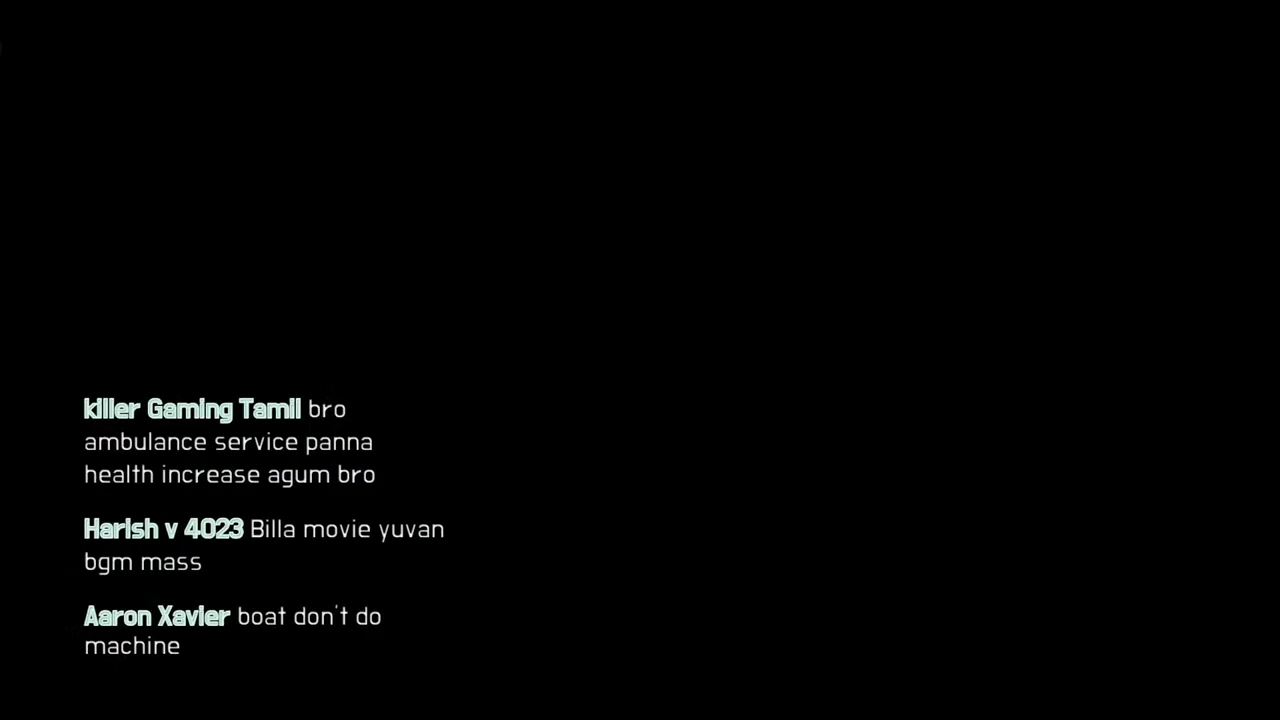 killer Gaming Tamil bro
ambulance service panna
health increase agum bro
Harish v 4023 Billa movie yuvan
bgm mass
Aaron Xavier boat don't do
machine